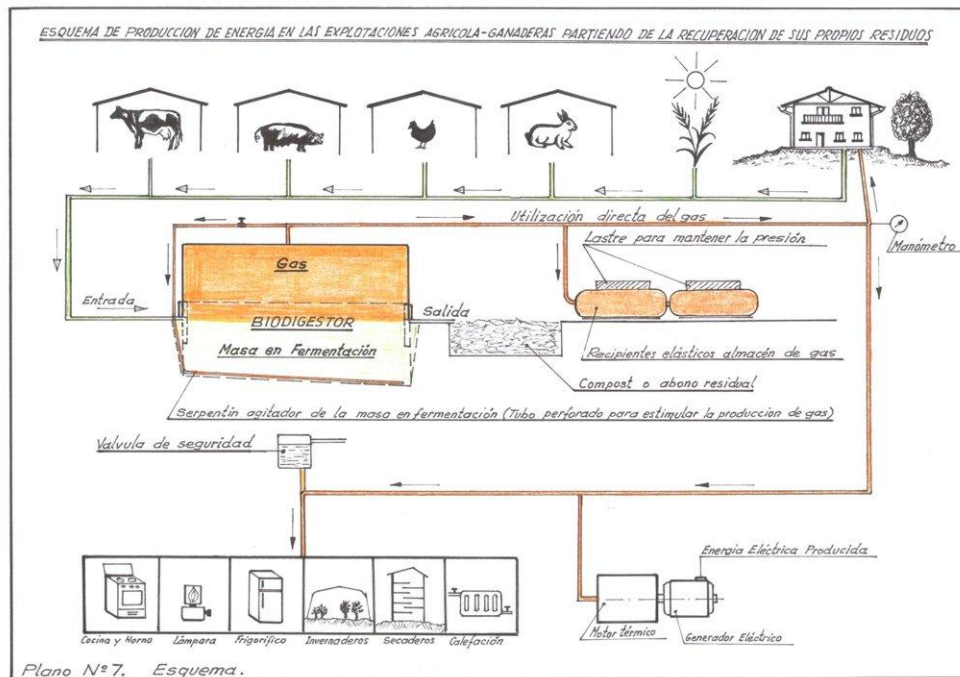 ESQUEMA DE PRODUCCION DE ENERGIA EN LAS EXPLOTACIONES AGRICOLA-GANADERAS PARTIENDO DE LA RECUPERACION DE SUS PROPIOS RESIDUOS
Utilización directa del gas
Manómetro
Lastre para mantener la presión
Gas
Entrada
Salida
BIODIGESTOR
Masa en Fermentación
Recipientes elásticos almacén de gas
Compost o abono residual
Serpentin agitador de la masa en fermentación (Tubo perforado para estimular la produccion de gas)
Valvula de seguridad
Energia Eléctrica Producida
Cocina y Horno
Lámpara
Frigorifico
Invernaderos
Secaderos
Calefación
Motor térmico
Generador Eléctrico
Plano Nº 7. Esquema.